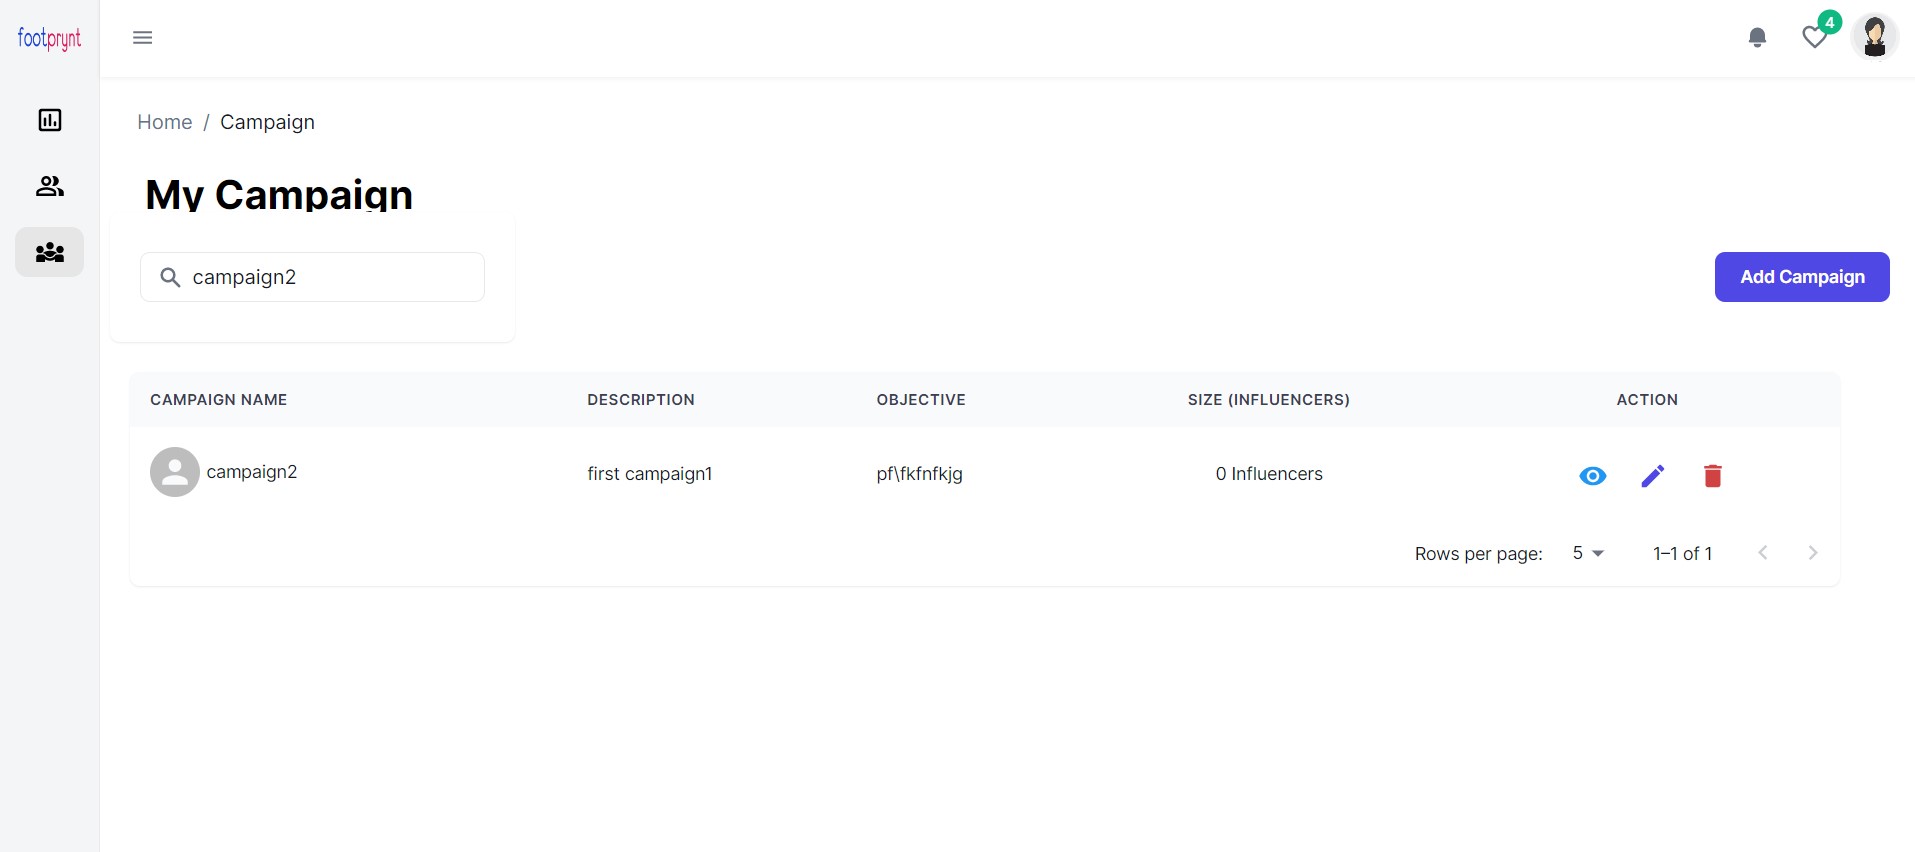 footprynt
4
Home / Campaign
My Campaign
campaign2
Add Campaign
CAMPAIGN NAME DESCRIPTION OBJECTIVE SIZE (INFLUENCERS) ACTION
campaign2 first campaign1 pf\fkfnfkjg 0 Influencers
Rows per page: 5 1–1 of 1